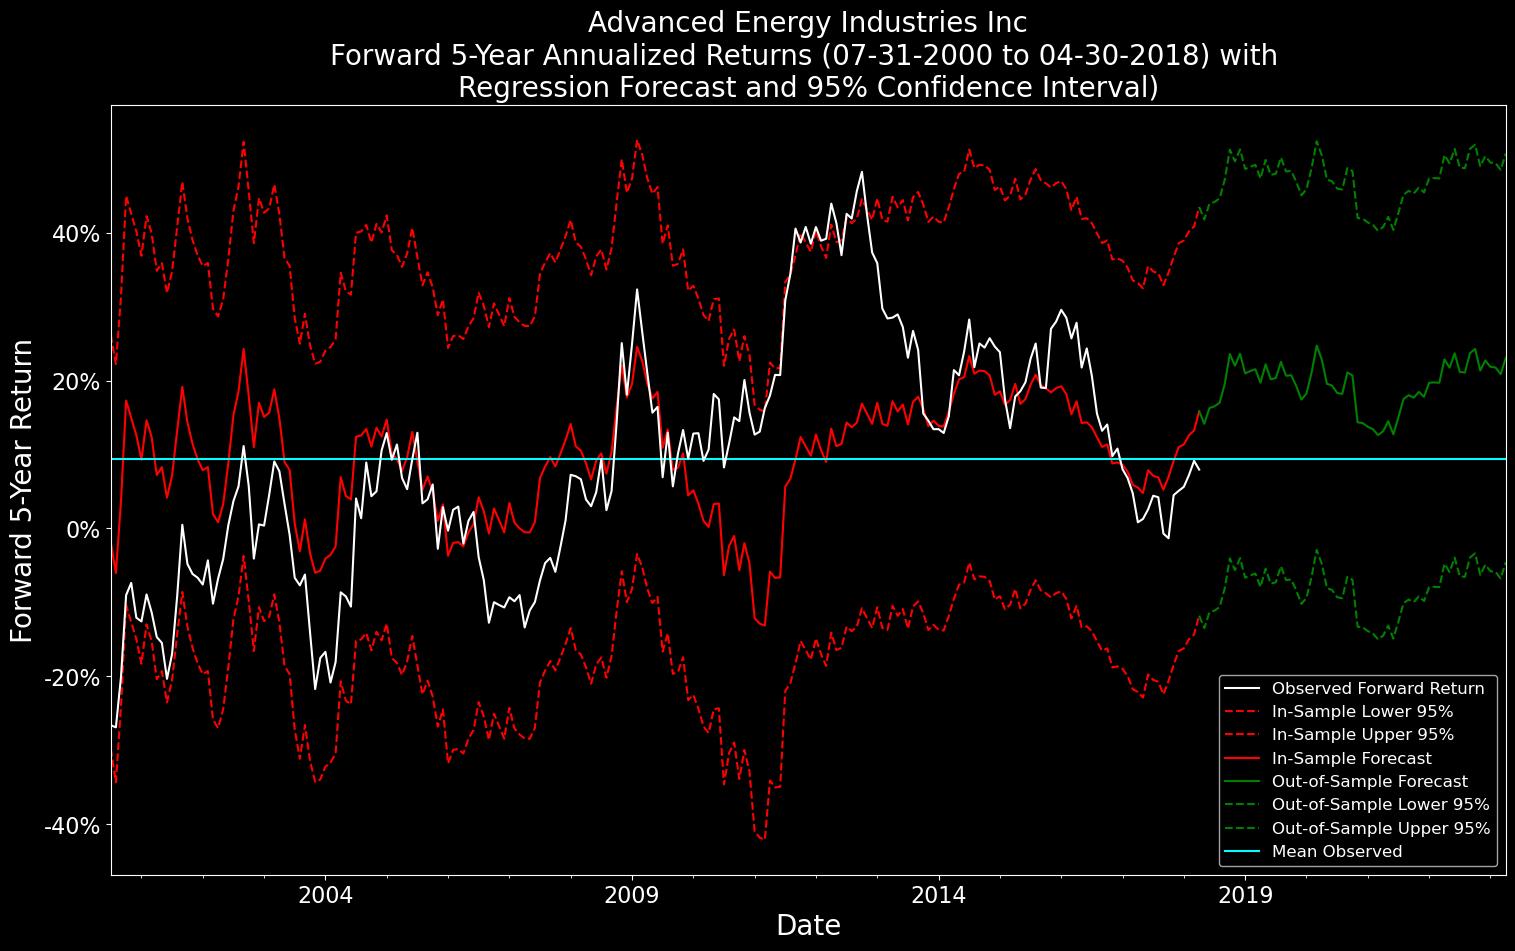 Advanced Energy Industries Inc
Forward 5-Year Annualized Returns (07-31-2000 to 04-30-2018) with
Regression Forecast and 95% Confidence Interval)
Forward 5-Year Return
40%
20%
0%
-20%
-40%
Observed Forward Return
In-Sample Lower 95%
In-Sample Upper 95%
In-Sample Forecast
Out-of-Sample Forecast
Out-of-Sample Lower 95%
Out-of-Sample Upper 95%
Mean Observed
2004 2009 2014 2019
Date